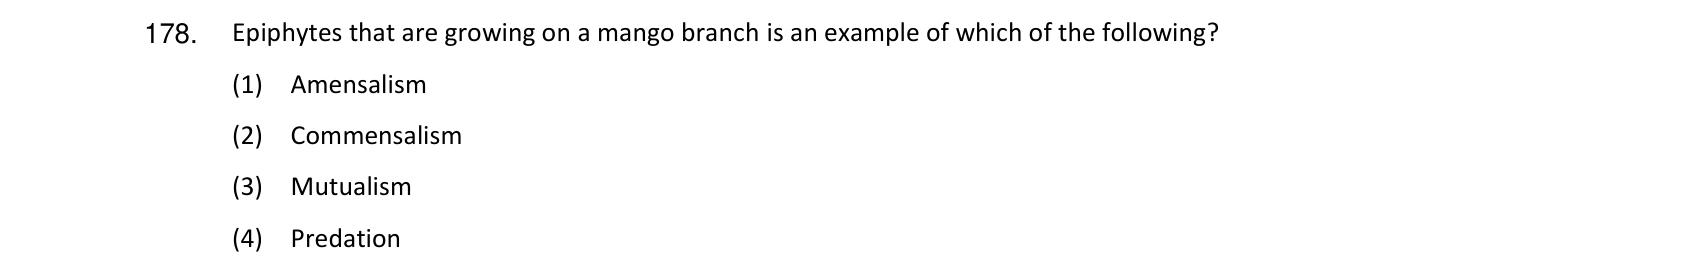 178. Epiphytes that are growing on a mango branch is an example of which of the following?
(1) Amensalism
(2) Commensalism
(3) Mutualism
(4) Predation